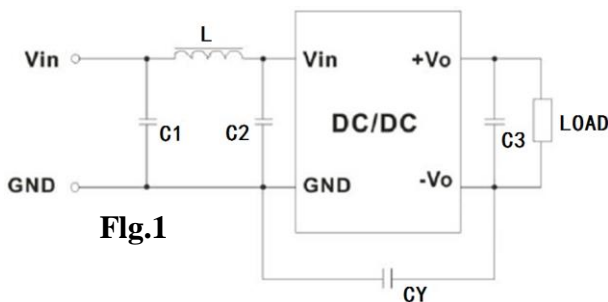 L
Vin
Vin
+Vo
C1
C2
DC/DC
C3
LOAD
GND
GND
-Vo
Flg.1
CY